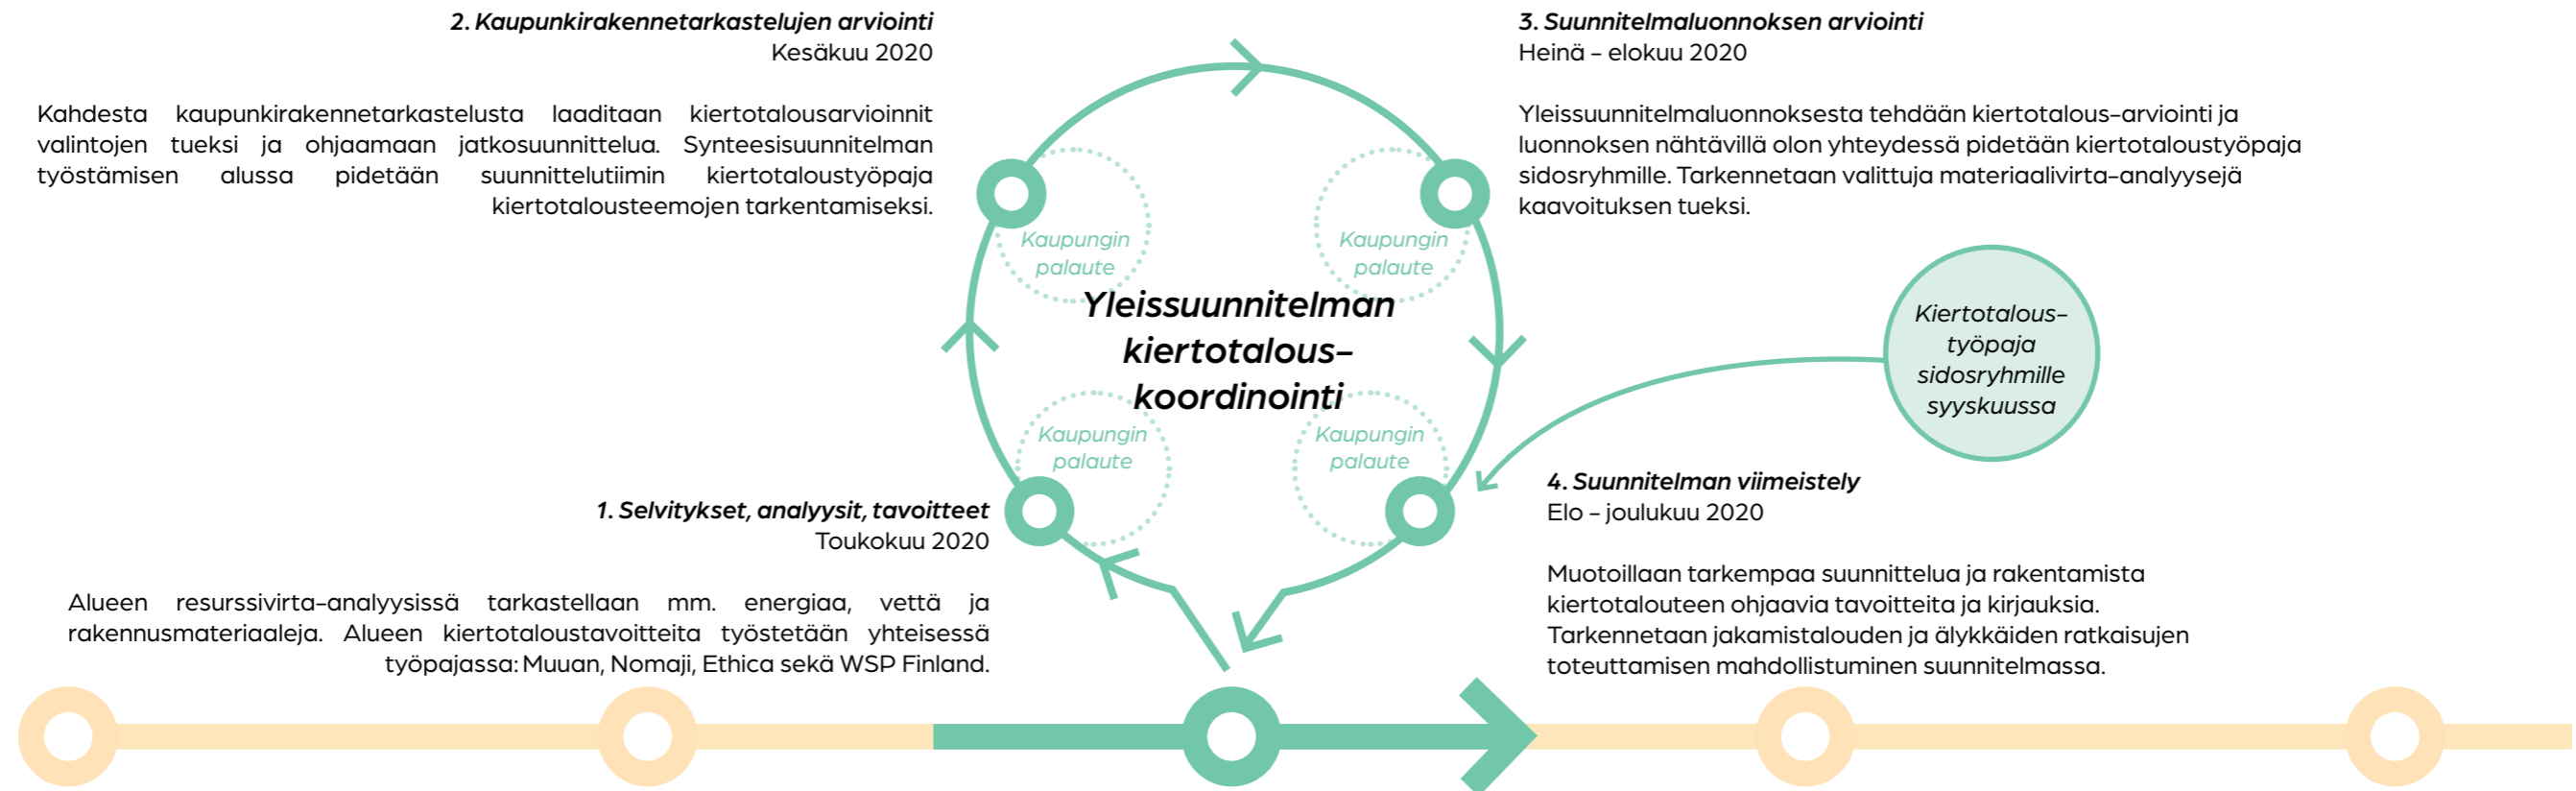 2. Kaupunkirakennetarkastelujen arviointi
Kesäkuu 2020
Kahdesta kaupunkirakennetarkastelusta laaditaan kiertotalousarvioinnit
valintojen tueksi ja ohjaamaan jatkosuunnittelua. Synteesisuunnitelman
työstämisen alussa pidetään suunnittelutiimin kiertotaloustyöpaja
kiertotalousteemojen tarkentamiseksi.
3. Suunnitelmaluonnoksen arviointi
Heinä - elokuu 2020
Yleissuunnitelmaluonnoksesta tehdään kiertotalous-arviointi ja
luonnoksen nähtävillä olon yhteydessä pidetään kiertotaloustyöpaja
sidosryhmille. Tarkennetaan valittuja materiaalivirta-analyysejä
kaavoituksen tueksi.
Kaupungin
palaute
Kaupungin
palaute
Yleissuunnitelman
kiertotalous-
koordinointi
Kaupungin
palaute
Kaupungin
palaute
Kiertotalous-
työpaja
sidosryhmille
syyskuussa
1. Selvitykset, analyysit, tavoitteet
Toukokuu 2020
Alueen resurssivirta-analyysissä tarkastellaan mm. energiaa, vettä ja
rakennusmateriaaleja. Alueen kiertotaloustavoitteita työstetään yhteisessä
työpajassa: Muuan, Nomaji, Ethica sekä WSP Finland.
4. Suunnitelman viimeistely
Elo - joulukuu 2020
Muotoillaan tarkempaa suunnittelua ja rakentamista
kiertotalouteen ohjaavia tavoitteita ja kirjauksia.
Tarkennetaan jakamistalouden ja älykkäiden ratkaisujen
toteuttamisen mahdollistuminen suunnitelmassa.